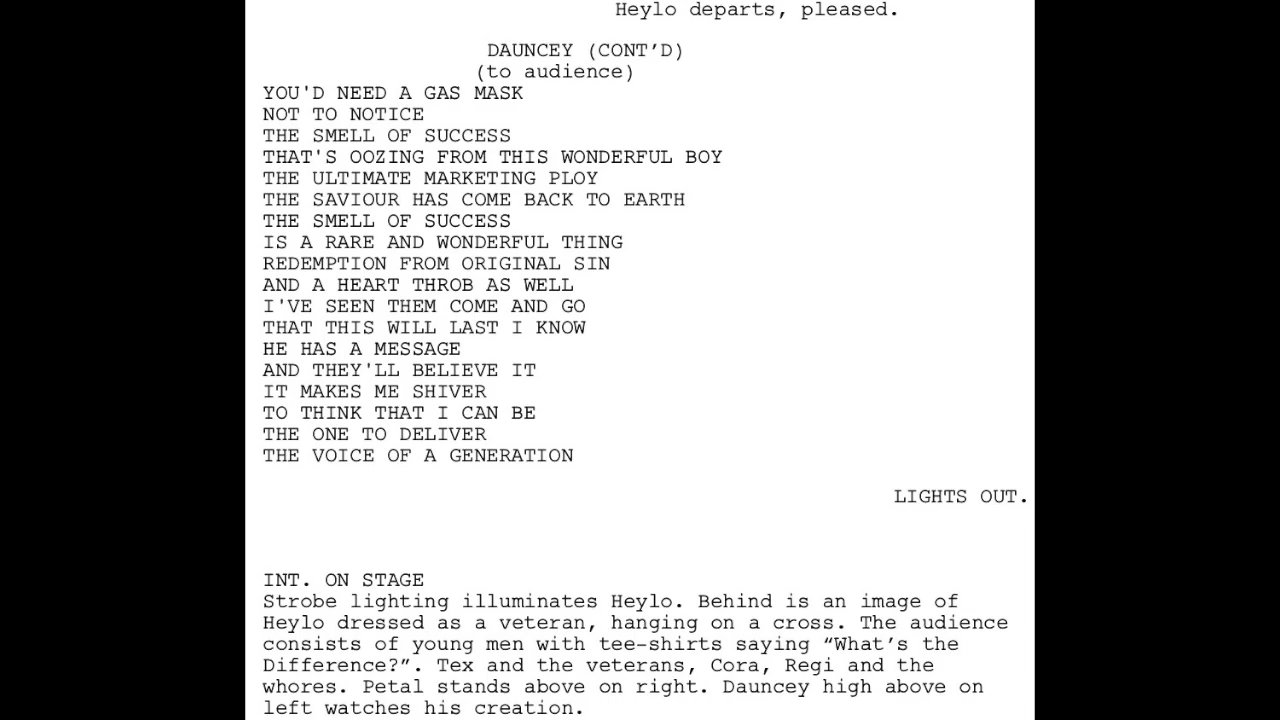 Heylo departs, pleased.
DAUNCEY (CONT’D)
(to audience)
YOU'D NEED A GAS MASK
NOT TO NOTICE
THE SMELL OF SUCCESS
THAT'S OOZING FROM THIS WONDERFUL BOY
THE ULTIMATE MARKETING PLOY
THE SAVIOUR HAS COME BACK TO EARTH
THE SMELL OF SUCCESS
IS A RARE AND WONDERFUL THING
REDEMPTION FROM ORIGINAL SIN
AND A HEART THROB AS WELL
I'VE SEEN THEM COME AND GO
THAT THIS WILL LAST I KNOW
HE HAS A MESSAGE
AND THEY'LL BELIEVE IT
IT MAKES ME SHIVER
TO THINK THAT I CAN BE
THE ONE TO DELIVER
THE VOICE OF A GENERATION
LIGHTS OUT.
INT. ON STAGE
Strobe lighting illuminates Heylo. Behind is an image of
Heylo dressed as a veteran, hanging on a cross. The audience
consists of young men with tee-shirts saying “What’s the
Difference?”. Tex and the veterans, Cora, Regi and the
whores. Petal stands above on right. Dauncey high above on
left watches his creation.